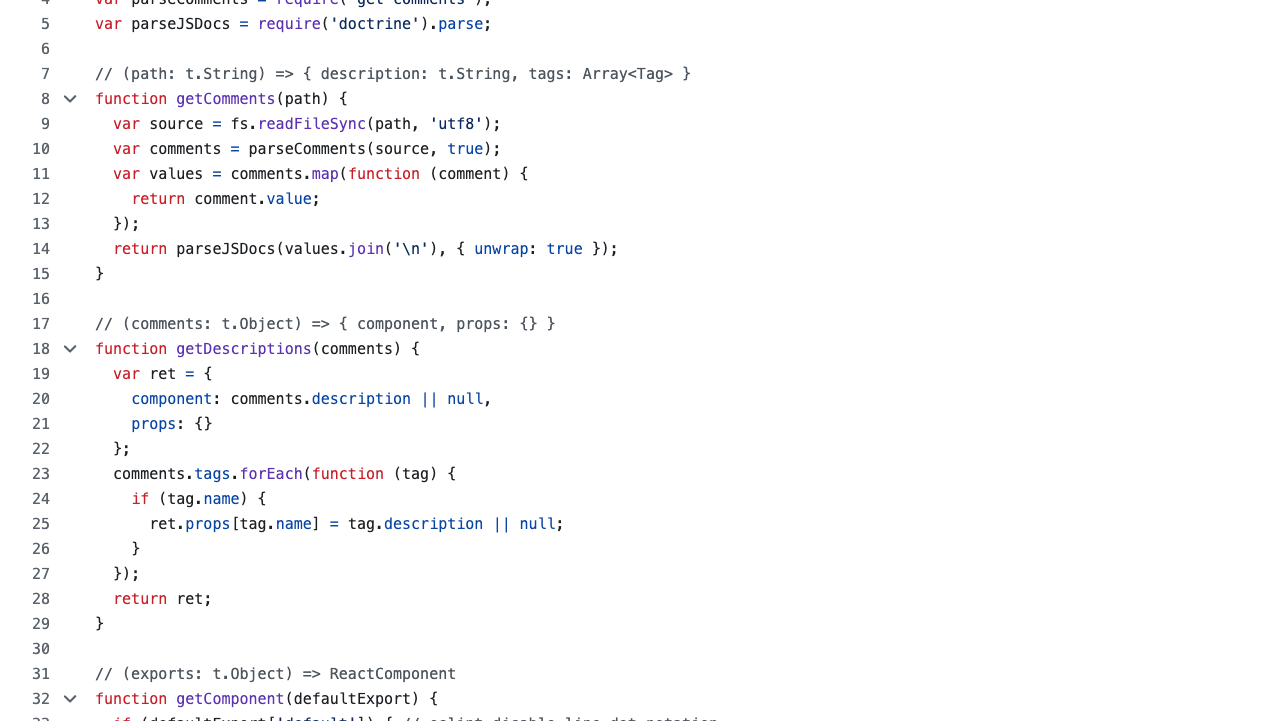 4 var parseComments = require('get-comments');
5 var parseJSDocs = require('doctrine').parse;
6
7 // (path: t.String) => { description: t.String, tags: Array<Tag> }
8 function getComments(path) {
9 var source = fs.readFileSync(path, 'utf8');
10 var comments = parseComments(source, true);
11 var values = comments.map(function (comment) {
12 return comment.value;
13 });
14 return parseJSDocs(values.join('\n'), { unwrap: true });
15 }
16
17 // (comments: t.Object) => { component, props: {} }
18 function getDescriptions(comments) {
19 var ret = {
20 component: comments.description || null,
21 props: {}
22 };
23 comments.tags.forEach(function (tag) {
24 if (tag.name) {
25 ret.props[tag.name] = tag.description || null;
26 }
27 });
28 return ret;
29 }
30
31 // (exports: t.Object) => ReactComponent
32 function getComponent(defaultExport) {
33 if (defaultExport['default']) { // eslint-disable-line dot-notation